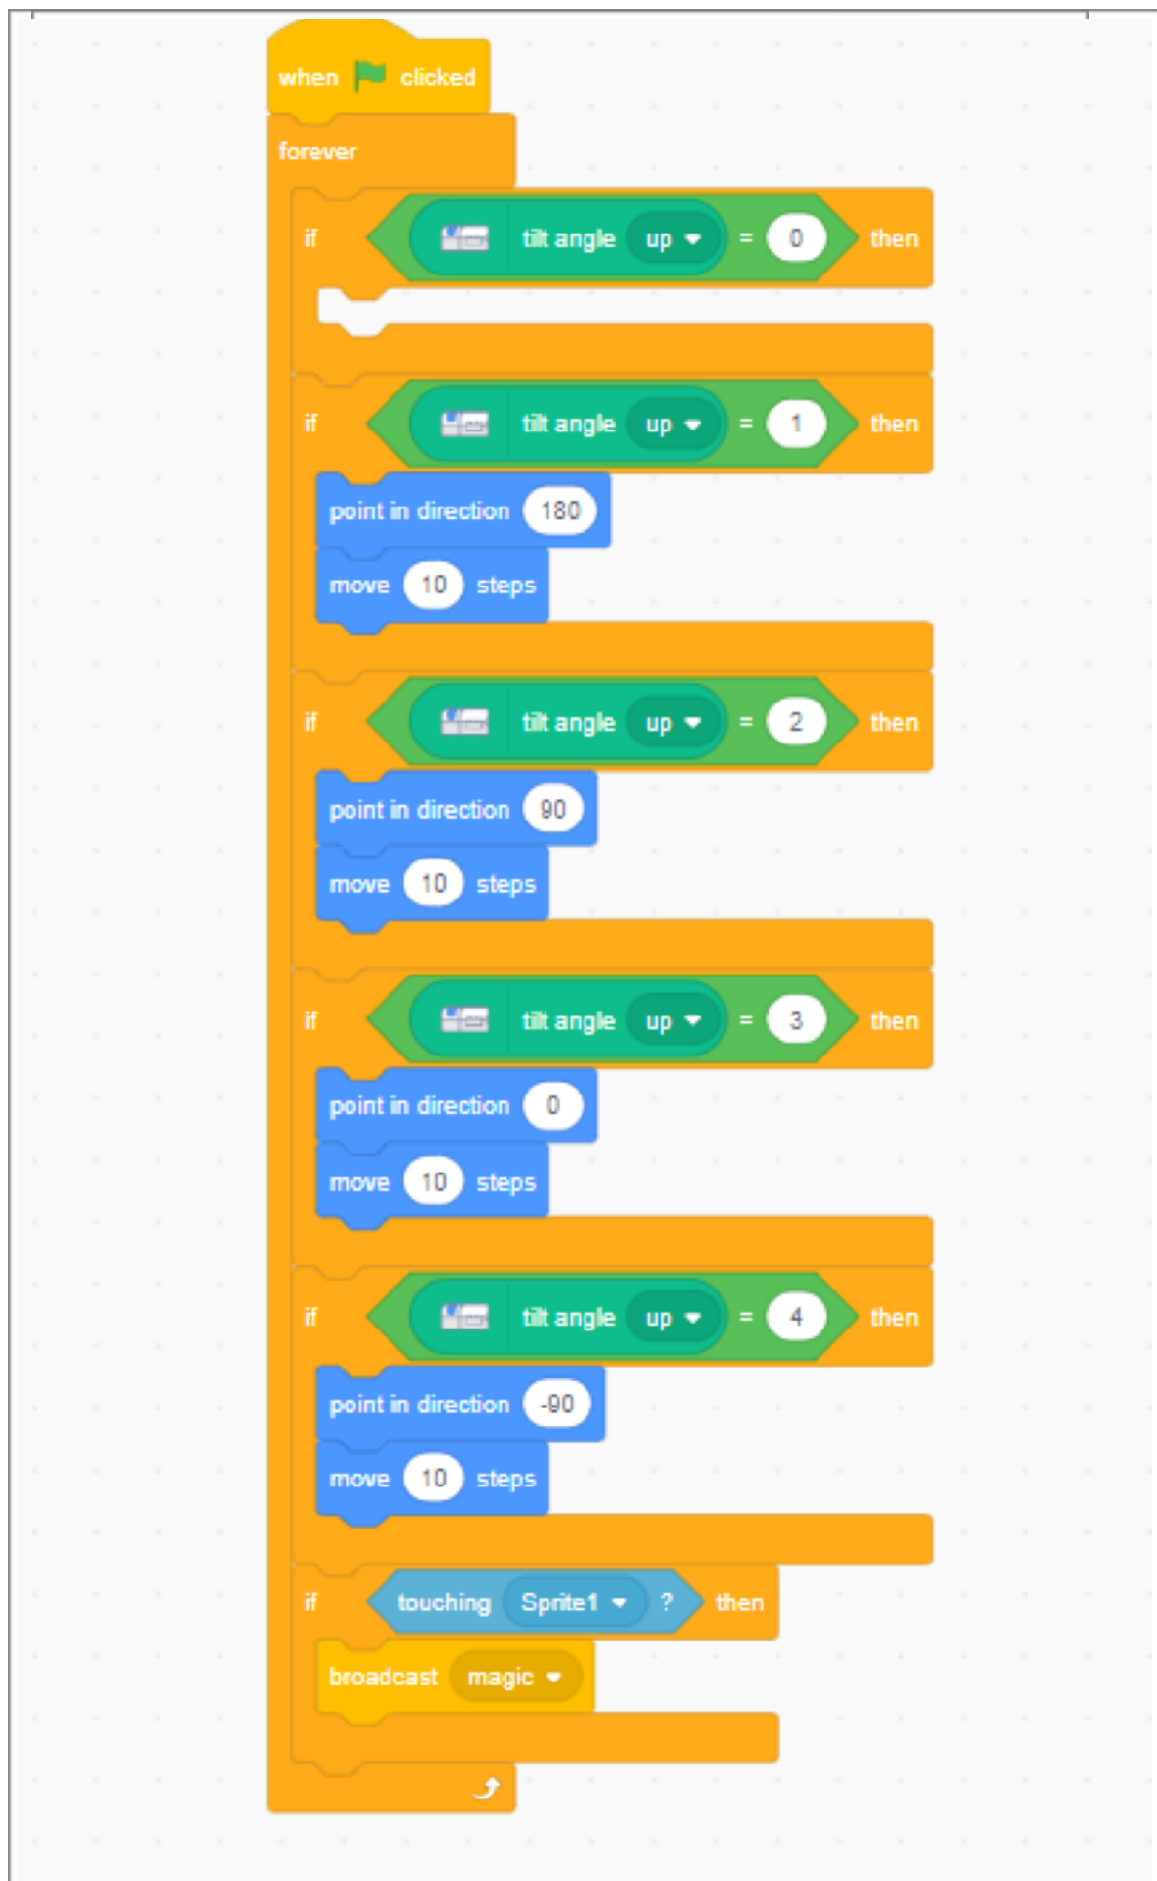 when clicked
forever
if tilt angle up = 0 then
if tilt angle up = 1 then
point in direction 180
move 10 steps
if tilt angle up = 2 then
point in direction 90
move 10 steps
if tilt angle up = 3 then
point in direction 0
move 10 steps
if tilt angle up = 4 then
point in direction -90
move 10 steps
if touching Sprite1 ? then
broadcast magic